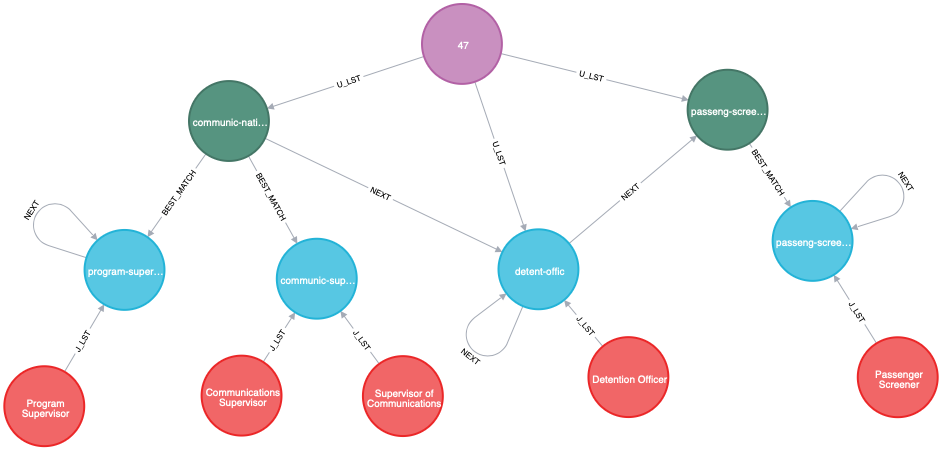 47
U_LST
U_LST
U_LST
communic-nati...
passeng-scree...
BEST_MATCH
BEST_MATCH
NEXT
NEXT
BEST_MATCH
NEXT
NEXT
program-super...
communic-sup...
detent-offic
passeng-scree...
NEXT
J_LST
J_LST
J_LST
J_LST
J_LST
Program
Supervisor
Communications
Supervisor
Supervisor of
Communications
Detention Officer
Passenger
Screener